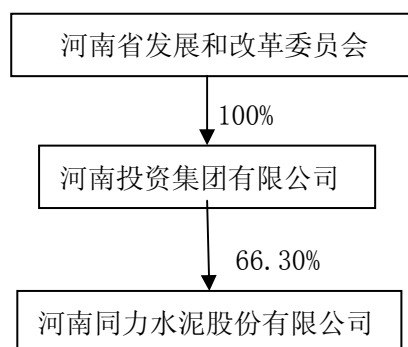 河南省发展和改革委员会
100%
河南投资集团有限公司
66.30%
河南同力水泥股份有限公司